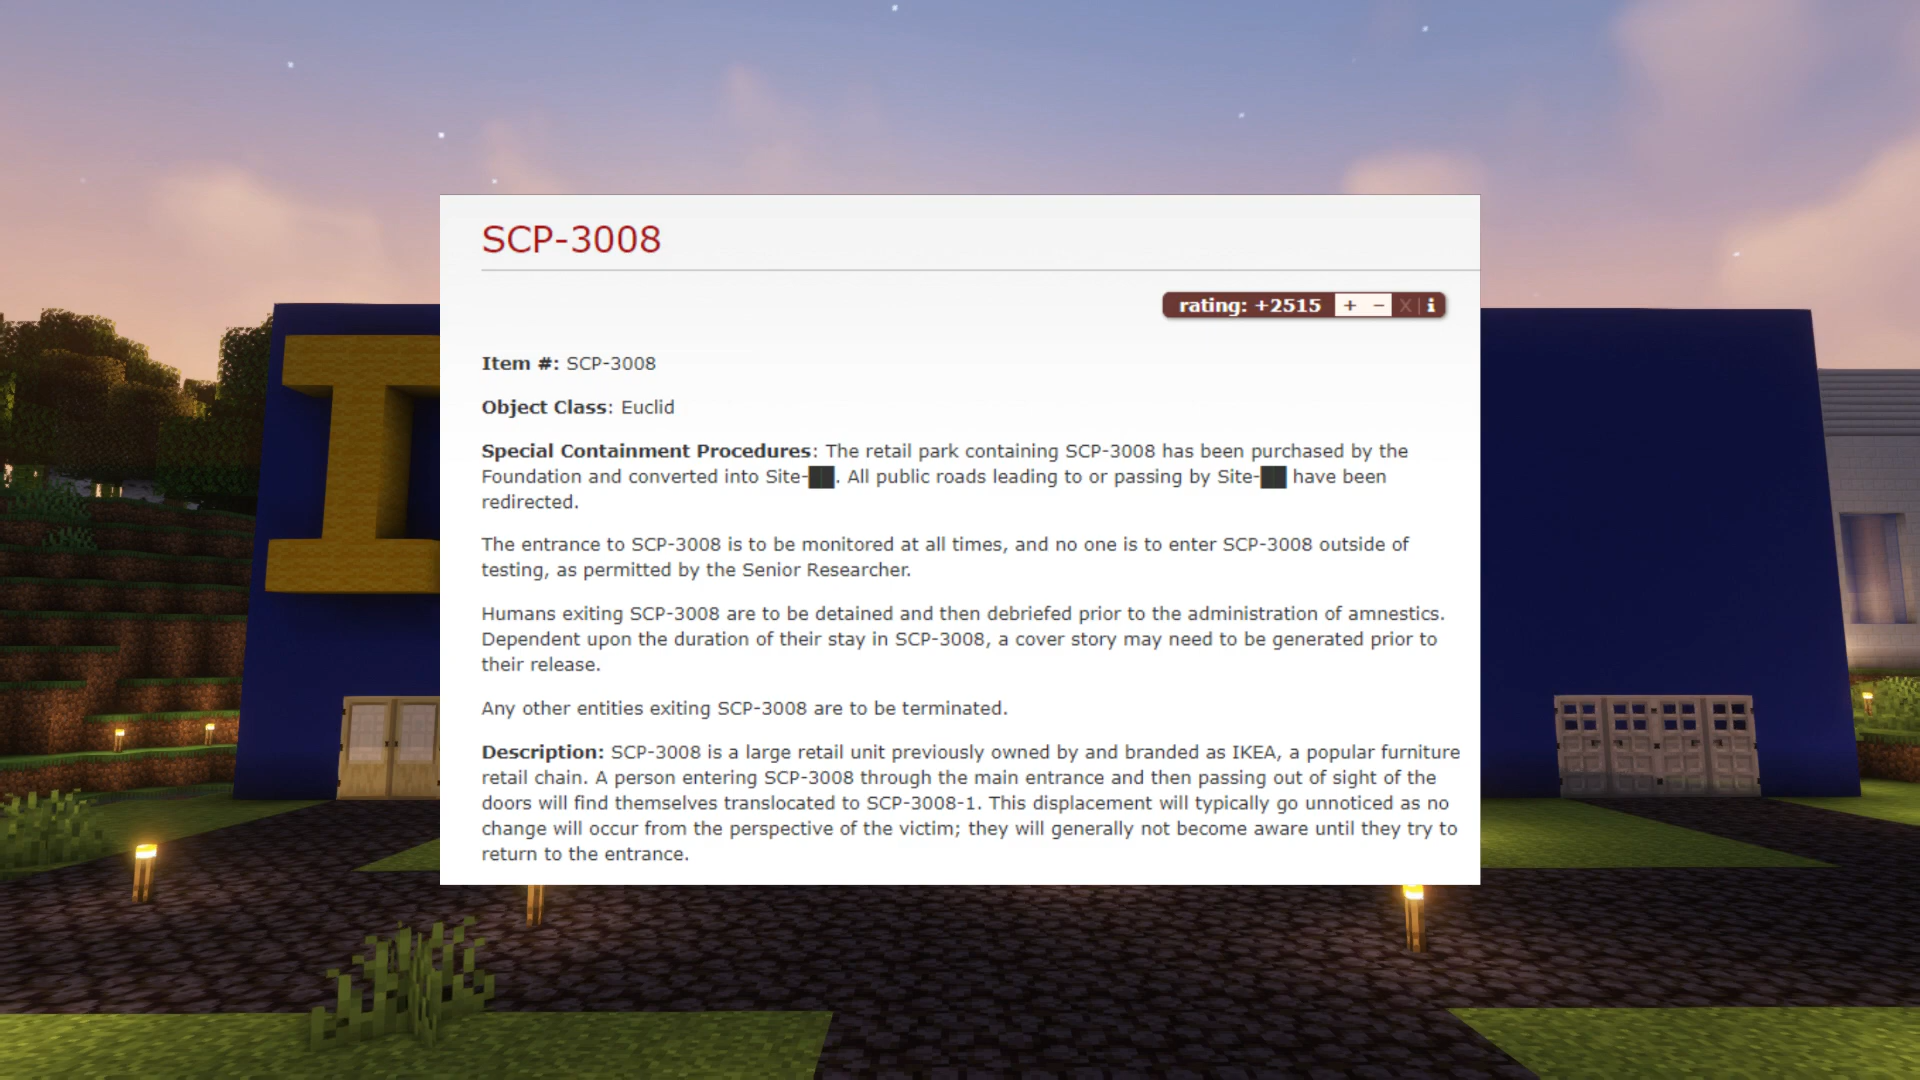 SCP-3008
rating: +2515 + − X i
Item #: SCP-3008
Object Class: Euclid
Special Containment Procedures: The retail park containing SCP-3008 has been purchased by the
Foundation and converted into Site-██. All public roads leading to or passing by Site-██ have been
redirected.
The entrance to SCP-3008 is to be monitored at all times, and no one is to enter SCP-3008 outside of
testing, as permitted by the Senior Researcher.
Humans exiting SCP-3008 are to be detained and then debriefed prior to the administration of amnestics.
Dependent upon the duration of their stay in SCP-3008, a cover story may need to be generated prior to
their release.
Any other entities exiting SCP-3008 are to be terminated.
Description: SCP-3008 is a large retail unit previously owned by and branded as IKEA, a popular furniture
retail chain. A person entering SCP-3008 through the main entrance and then passing out of sight of the
doors will find themselves translocated to SCP-3008-1. This displacement will typically go unnoticed as no
change will occur from the perspective of the victim; they will generally not become aware until they try to
return to the entrance.
I